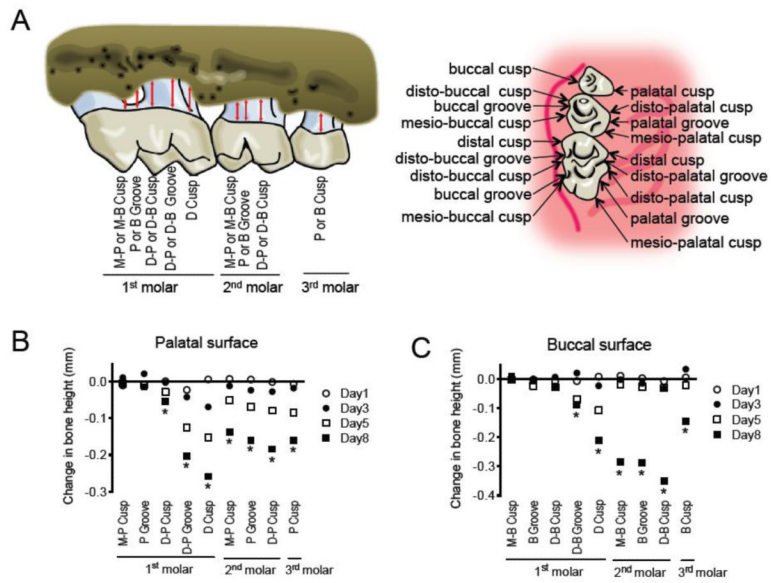 A
M-P or M-B Cusp
P or B Groove
D-P or D-B Cusp
D-P or D-B Groove
D Cusp
M-P or M-B Cusp
P or B Groove
D-P or D-B Cusp
P or B Cusp
1st molar
2nd molar
3rd molar
buccal cusp
disto-buccal cusp
buccal groove
mesio-buccal cusp
distal cusp
disto-buccal groove
disto-buccal cusp
buccal groove
mesio-buccal cusp
palatal cusp
disto-palatal cusp
palatal groove
mesio-palatal cusp
distal cusp
disto-palatal groove
disto-palatal cusp
palatal groove
mesio-palatal cusp
B
Palatal surface
Change in bone height (mm)
0.0
-0.1
-0.2
-0.3
Day1
Day3
Day5
Day8
* * * * * * * *
M-P Cusp
P Groove
D-P Cusp
D-P Groove
D Cusp
M-P Cusp
P Groove
D-P Cusp
P Cusp
1st molar
2nd molar
3rd molar
C
Buccal surface
Change in bone height (mm)
0.0
-0.1
-0.2
-0.3
-0.4
Day1
Day3
Day5
Day8
* * * * * *
M-B Cusp
B Groove
D-B Cusp
D-B Groove
D Cusp
M-B Cusp
B Groove
D-B Cusp
B Cusp
1st molar
2nd molar
3rd molar